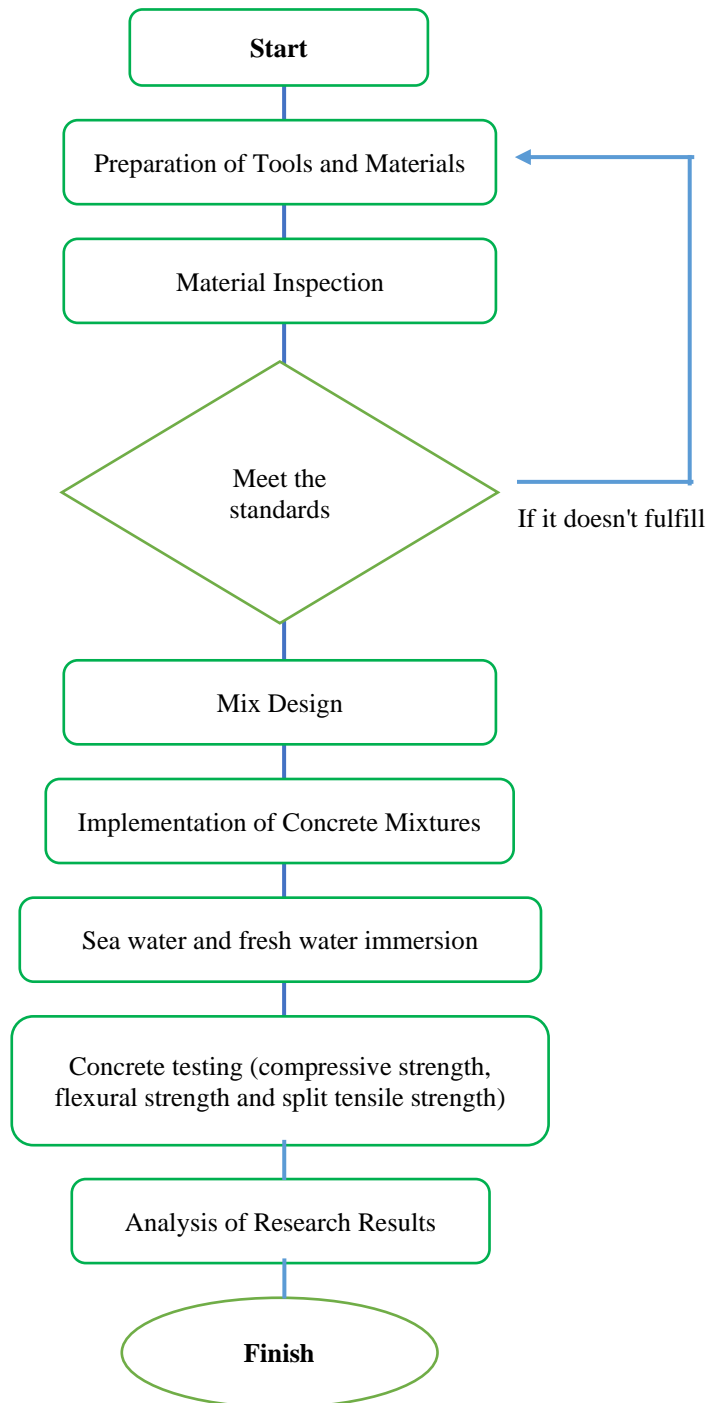 Start
Preparation of Tools and Materials
Material Inspection
Meet the
standards
If it doesn't fulfill
Mix Design
Implementation of Concrete Mixtures
Sea water and fresh water immersion
Concrete testing (compressive strength,
flexural strength and split tensile strength)
Analysis of Research Results
Finish